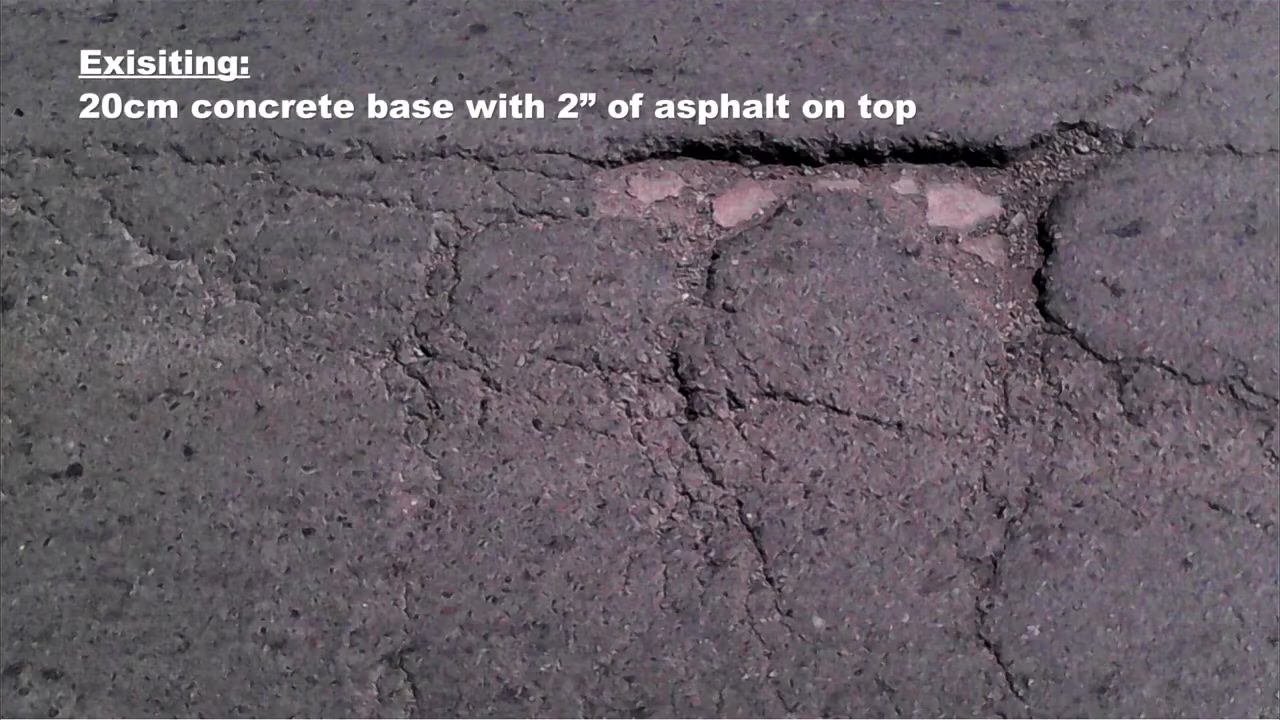 Exisiting:
20cm concrete base with 2” of asphalt on top